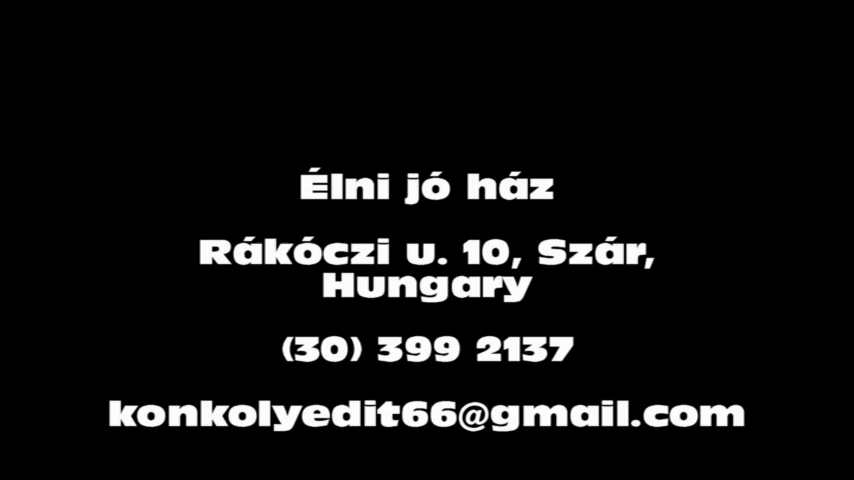 Élni jó ház
Rákóczi u. 10, Szár,
Hungary
(30) 399 2137
konkolyedit66@gmail.com